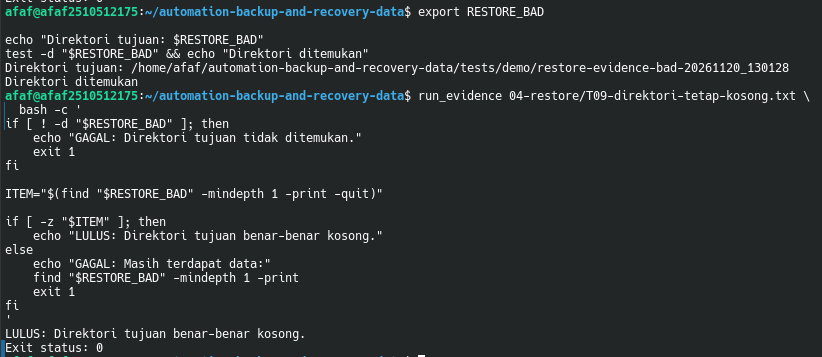 Exit status: 0
afaf@afaf2510512175:~/automation-backup-and-recovery-data$ export RESTORE_BAD
echo "Direktori tujuan: $RESTORE_BAD"
test -d "$RESTORE_BAD" && echo "Direktori ditemukan"
Direktori tujuan: /home/afaf/automation-backup-and-recovery-data/tests/demo/restore-evidence-bad-20261120_130128
Direktori ditemukan
afaf@afaf2510512175:~/automation-backup-and-recovery-data$ run_evidence 04-restore/T09-direktori-tetap-kosong.txt \
  bash -c '
if [ ! -d "$RESTORE_BAD" ]; then
    echo "GAGAL: Direktori tujuan tidak ditemukan."
    exit 1
fi
ITEM="$(find "$RESTORE_BAD" -mindepth 1 -print -quit)"
if [ -z "$ITEM" ]; then
    echo "LULUS: Direktori tujuan benar-benar kosong."
else
    echo "GAGAL: Masih terdapat data:"
    find "$RESTORE_BAD" -mindepth 1 -print
    exit 1
fi
'
LULUS: Direktori tujuan benar-benar kosong.
Exit status: 0